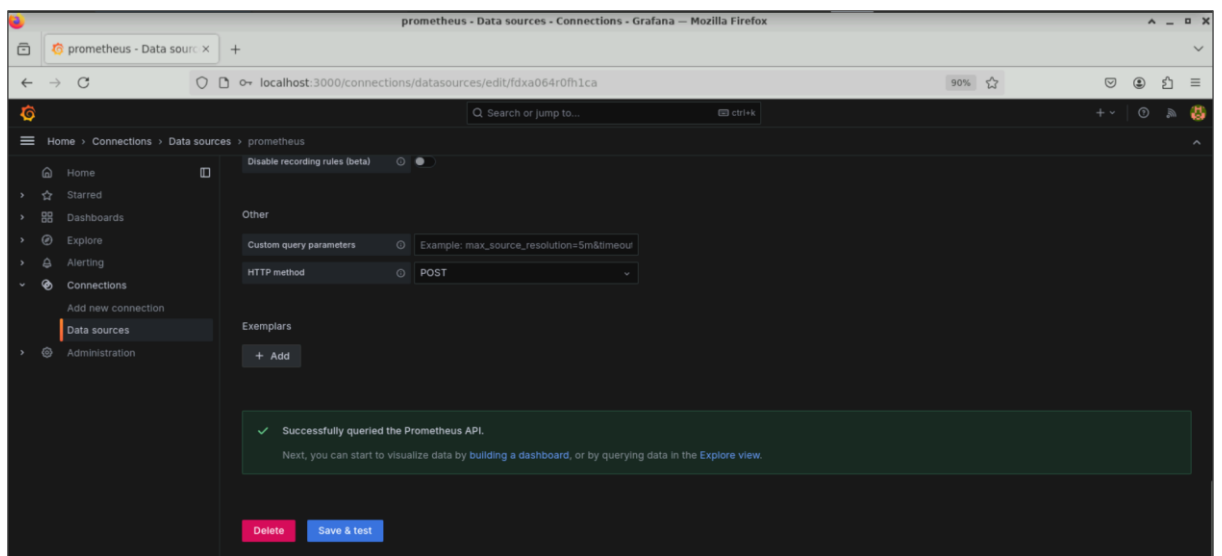 prometheus - Data sources - Connections - Grafana — Mozilla Firefox
prometheus - Data sourc
localhost:3000/connections/datasources/edit/fdxa064r0fh1ca
90%
Search or jump to...
ctrl+k
Home › Connections › Data sources › prometheus
Home
Starred
Dashboards
Explore
Alerting
Connections
Add new connection
Data sources
Administration
Disable recording rules (beta)
Other
Custom query parameters
Example: max_source_resolution=5m&timeout
HTTP method
POST
Exemplars
+ Add
Successfully queried the Prometheus API.
Next, you can start to visualize data by building a dashboard, or by querying data in the Explore view.
Delete
Save & test